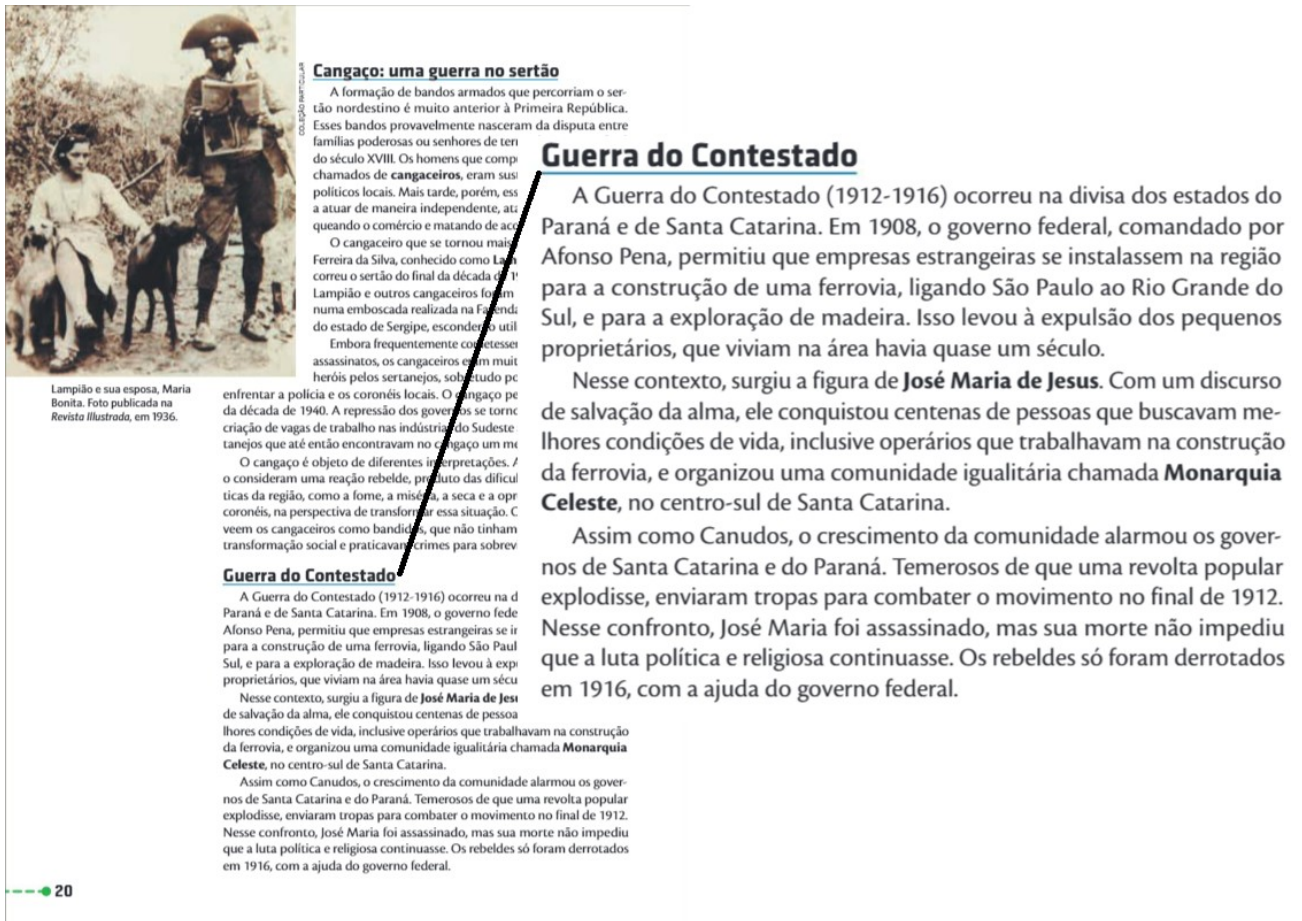 COLEÇÃO PARTICULAR
Cangaço: uma guerra no sertão
A formação de bandos armados que percorriam o ser-
tão nordestino é muito anterior à Primeira República.
Esses bandos provavelmente nasceram da disputa entre
famílias poderosas ou senhores de
do século XVIII. Os homens que
chamados de cangaceiros, eram
políticos locais. Mais tarde, porém,
a atuar de maneira independente,
queando o comércio e matando de
O cangaceiro que se tornou mais
Ferreira da Silva, conhecido como
correu o sertão do final da década
Lampião e outros cangaceiros
numa emboscada realizada na
do estado de Sergipe,
Embora frequentemente
assassinatos, os cangaceiros
heróis pelos sertanejos, sobretudo
enfrentar a polícia e os coronéis locais. O cangaço
da década de 1940. A repressão dos governos se
criação de vagas de trabalho nas indústrias do Sudeste
tanejos que até então encontravam no cangaço um
O cangaço é objeto de diferentes interpretações.
o consideram uma reação rebelde, produto das
ticas da região, como a fome, a miséria, a seca e a
coronéis, na perspectiva de transformar essa situação.
veem os cangaceiros como bandidos, que não tinham
transformação social e praticavam crimes para
Lampião e sua esposa, Maria
Bonita. Foto publicada na
Revista Illustrada, em 1936.
Guerra do Contestado
A Guerra do Contestado (1912-1916) ocorreu na
Paraná e de Santa Catarina. Em 1908, o governo
Afonso Pena, permitiu que empresas estrangeiras se
para a construção de uma ferrovia, ligando São
Sul, e para a exploração de madeira. Isso levou à
proprietários, que viviam na área havia quase um
Nesse contexto, surgiu a figura de José Maria de
de salvação da alma, ele conquistou centenas de
lhores condições de vida, inclusive operários que trabalhavam na construção
da ferrovia, e organizou uma comunidade igualitária chamada Monarquia
Celeste, no centro-sul de Santa Catarina.
Assim como Canudos, o crescimento da comunidade alarmou os gover-
nos de Santa Catarina e do Paraná. Temerosos de que uma revolta popular
explodisse, enviaram tropas para combater o movimento no final de 1912.
Nesse confronto, José Maria foi assassinado, mas sua morte não impediu
que a luta política e religiosa continuasse. Os rebeldes só foram derrotados
em 1916, com a ajuda do governo federal.
20
Guerra do Contestado
A Guerra do Contestado (1912-1916) ocorreu na divisa dos estados do
Paraná e de Santa Catarina. Em 1908, o governo federal, comandado por
Afonso Pena, permitiu que empresas estrangeiras se instalassem na região
para a construção de uma ferrovia, ligando São Paulo ao Rio Grande do
Sul, e para a exploração de madeira. Isso levou à expulsão dos pequenos
proprietários, que viviam na área havia quase um século.
Nesse contexto, surgiu a figura de José Maria de Jesus. Com um discurso
de salvação da alma, ele conquistou centenas de pessoas que buscavam me-
lhores condições de vida, inclusive operários que trabalhavam na construção
da ferrovia, e organizou uma comunidade igualitária chamada Monarquia
Celeste, no centro-sul de Santa Catarina.
Assim como Canudos, o crescimento da comunidade alarmou os gover-
nos de Santa Catarina e do Paraná. Temerosos de que uma revolta popular
explodisse, enviaram tropas para combater o movimento no final de 1912.
Nesse confronto, José Maria foi assassinado, mas sua morte não impediu
que a luta política e religiosa continuasse. Os rebeldes só foram derrotados
em 1916, com a ajuda do governo federal.